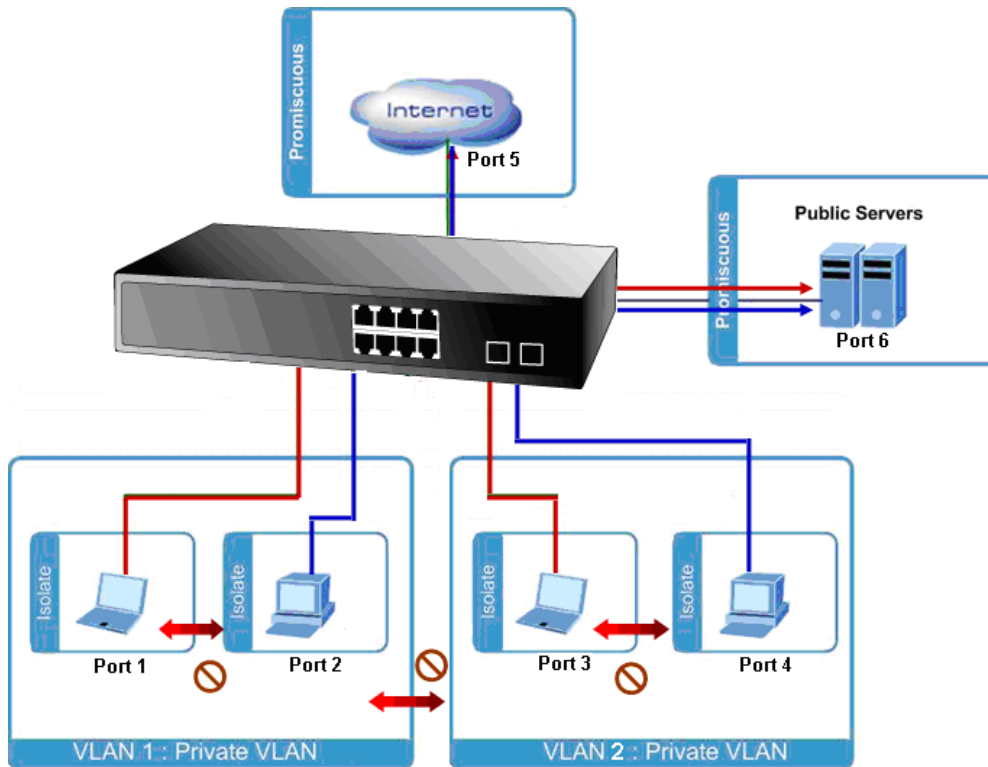 Promiscuous
Internet
Port 5
Promiscuous
Public Servers
Port 6
Isolate
Port 1
Isolate
Port 2
Isolate
Port 3
Isolate
Port 4
VLAN 1 : Private VLAN
VLAN 2 : Private VLAN